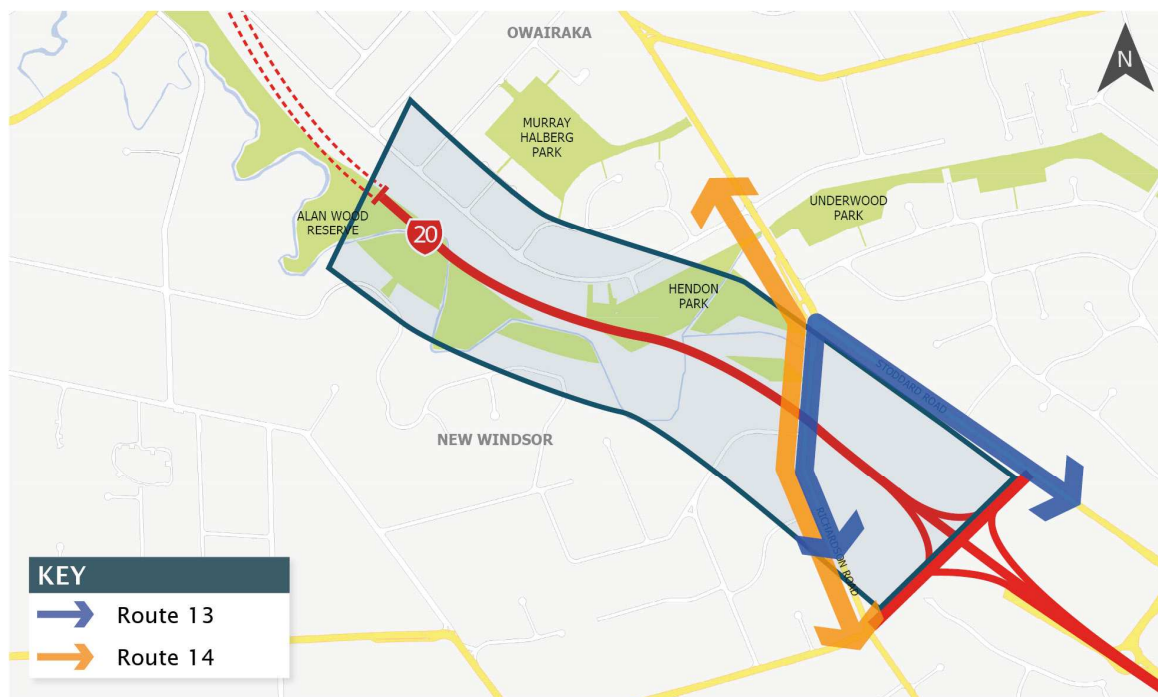 OWAIRAKA
N
MURRAY
HALBERG
PARK
UNDERWOOD
PARK
ALAN WOOD
RESERVE
20
HENDON
PARK
STODDARD ROAD
NEW WINDSOR
RICHARDSON ROAD
KEY
Route 13
Route 14